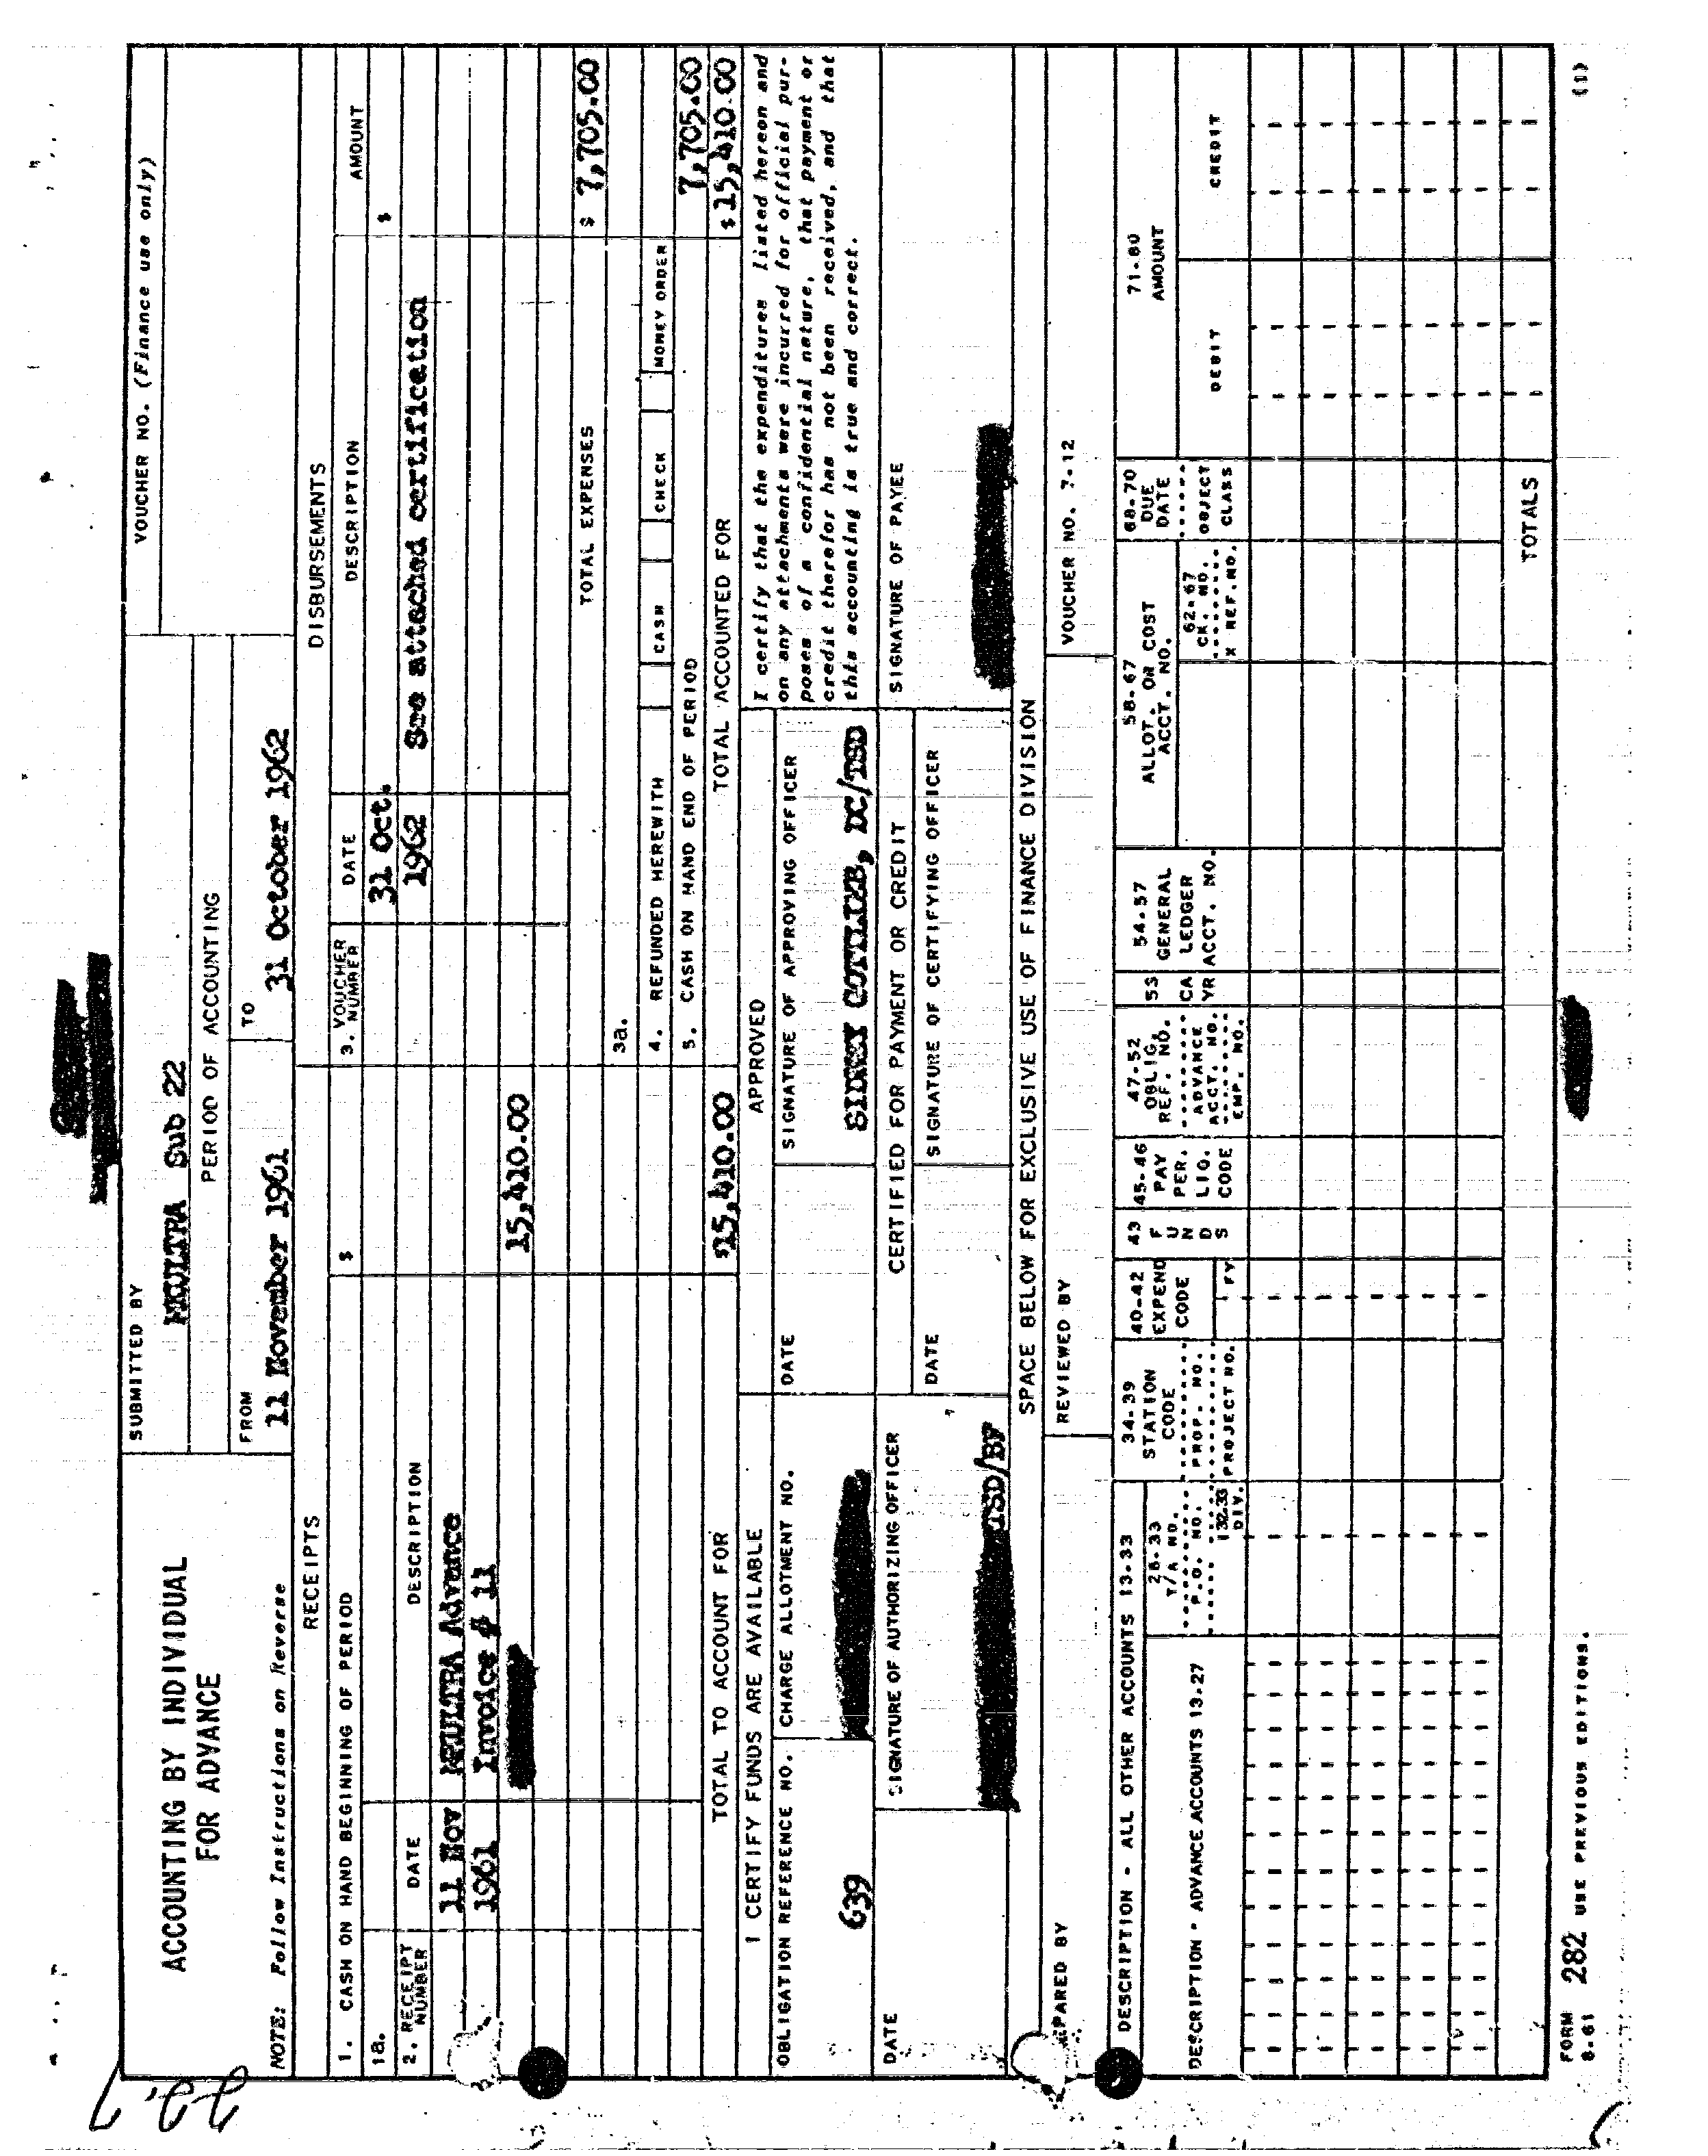 22-7
ACCOUNTING BY INDIVIDUAL
FOR ADVANCE
NOTE: Follow Instructions on Reverse
SUBMITTED BY
MKULTRA Sub 22
PERIOD OF ACCOUNTING
FROM
11 November 1961
TO
31 October 1962
VOUCHER NO. (Finance use only)
RECEIPTS
1. CASH ON HAND BEGINNING OF PERIOD
$
1a.
2. RECEIPT NUMBER
DATE
DESCRIPTION
11 Nov MKULTRA Advance
1961 Invoice # 11
15,410.00
TOTAL TO ACCOUNT FOR
$15,410.00
DISBURSEMENTS
3. VOUCHER NUMBER
DATE
DESCRIPTION
AMOUNT
31 Oct.
$
1962 See attached certification
TOTAL EXPENSES
$ 7,705.00
3a.
4. REFUNDED HEREWITH
CASH
CHECK
MONEY ORDER
5. CASH ON HAND END OF PERIOD
7,705.00
TOTAL ACCOUNTED FOR
$15,410.00
I CERTIFY FUNDS ARE AVAILABLE
OBLIGATION REFERENCE NO.
639
CHARGE ALLOTMENT NO.
DATE
SIGNATURE OF AUTHORIZING OFFICER
TSD/BF
APPROVED
DATE
SIGNATURE OF APPROVING OFFICER
SIDNEY GOTTLIEB, DC/TSD
CERTIFIED FOR PAYMENT OR CREDIT
DATE
SIGNATURE OF CERTIFYING OFFICER
I certify that the expenditures listed hereon and
on any attachments were incurred for official pur-
poses of a confidential nature, that payment or
credit therefor has not been received, and that
this accounting is true and correct.
SIGNATURE OF PAYEE
SPACE BELOW FOR EXCLUSIVE USE OF FINANCE DIVISION
PARED BY
REVIEWED BY
VOUCHER NO. 7-12
DESCRIPTION - ALL OTHER ACCOUNTS 13-33
DESCRIPTION - ADVANCE ACCOUNTS 13-27
28-33
T/A NO.
P.O. NO.
32-33
DIV.
34-39
STATION
CODE
PROP. NO.
PROJECT NO.
40-42
EXPEND
CODE
FY
43
FUNDS
45-46
PAY
PER.
LIQ.
CODE
47-52
OBLIG.
REF. NO.
ADVANCE
ACCT. NO.
EMP. NO.
53
CA
YR
54-57
GENERAL
LEDGER
ACCT. NO.
58-67
ALLOT. OR COST
ACCT. NO.
62-67
CK. NO.
X REF. NO.
68-70
DUE
DATE
OBJECT
CLASS
71-80
AMOUNT
DEBIT
CREDIT
TOTALS
FORM
8-61 282 USE PREVIOUS EDITIONS.
(1)